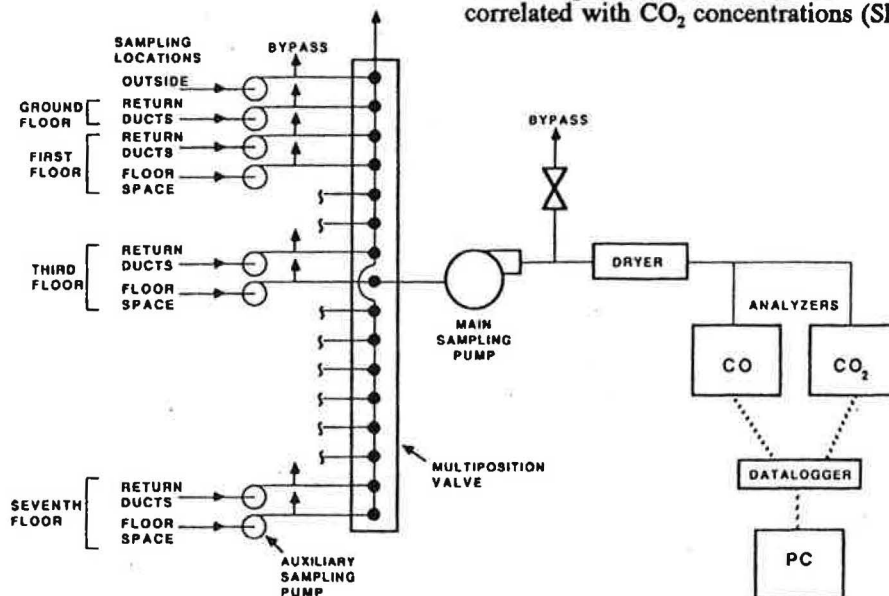 correlated with CO₂ concentrations (Sl
SAMPLING
LOCATIONS
BYPASS
OUTSIDE
GROUND
FLOOR
RETURN
DUCTS
FIRST
FLOOR
RETURN
DUCTS
FLOOR
SPACE
THIRD
FLOOR
RETURN
DUCTS
FLOOR
SPACE
SEVENTH
FLOOR
RETURN
DUCTS
FLOOR
SPACE
AUXILIARY
SAMPLING
PUMP
MULTIPOSITION
VALVE
MAIN
SAMPLING
PUMP
BYPASS
DRYER
ANALYZERS
CO
CO₂
DATALOGGER
PC